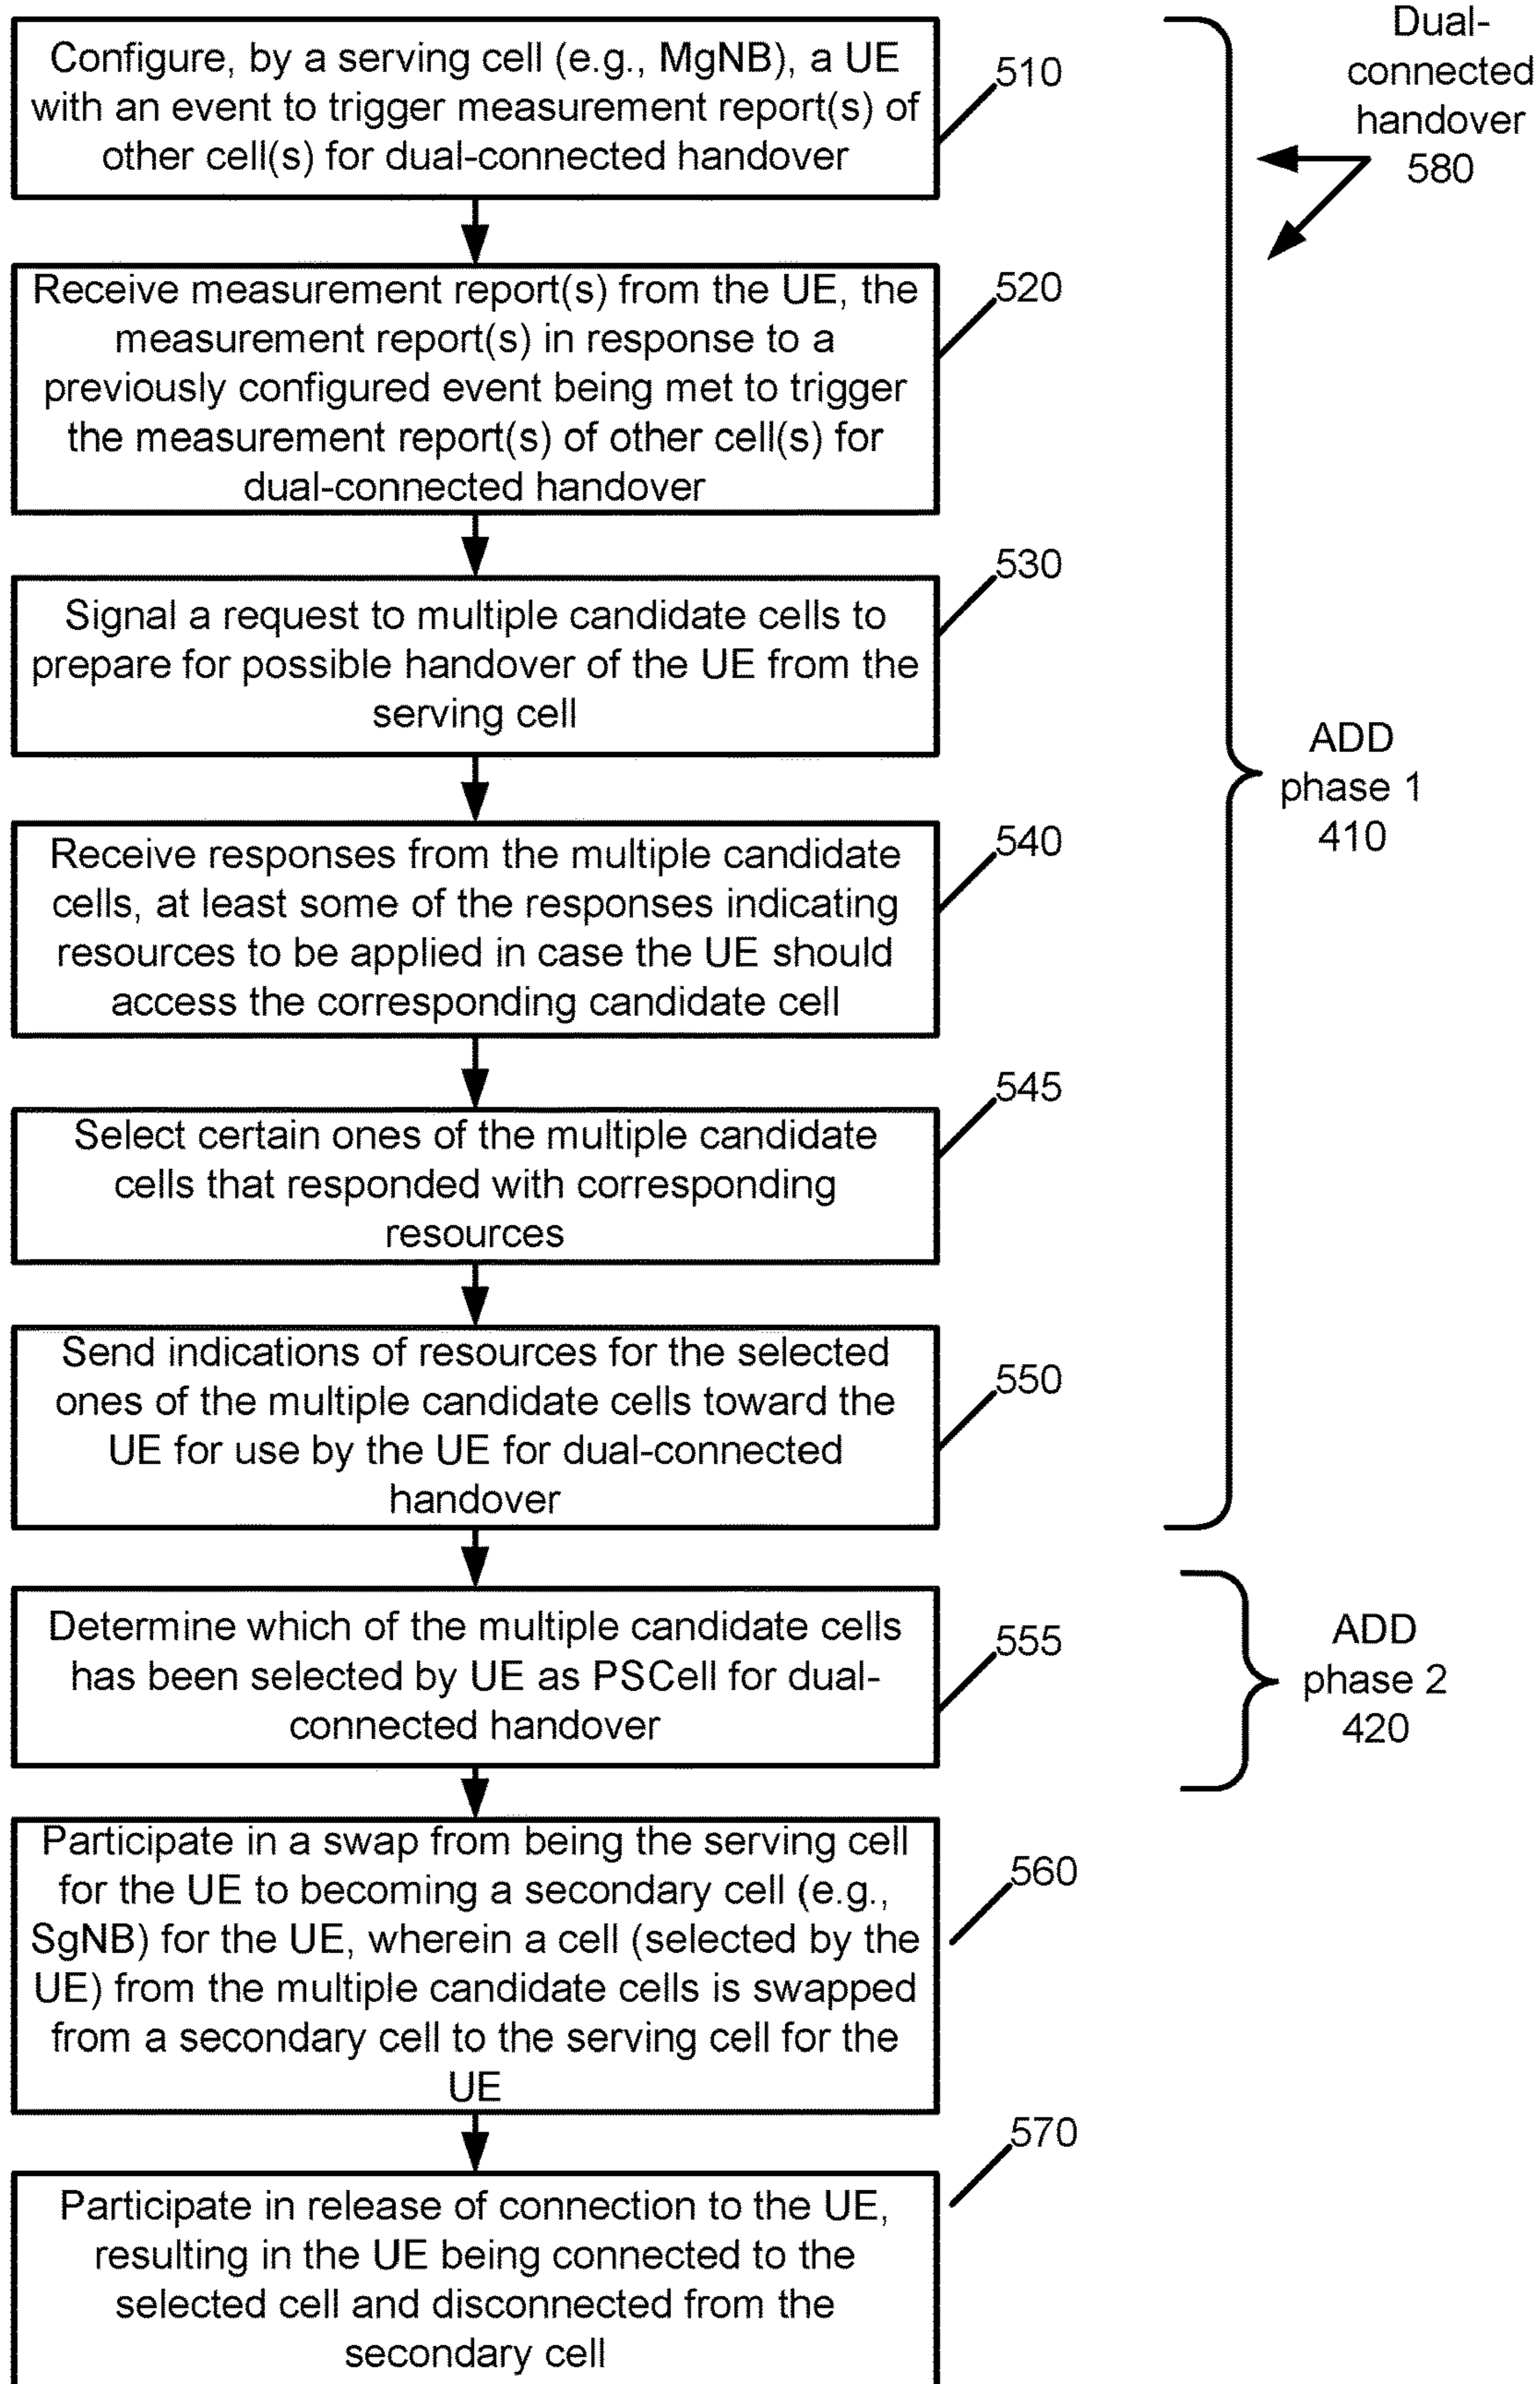 Configure, by a serving cell (e.g., MgNB), a UE
with an event to trigger measurement report(s) of
other cell(s) for dual-connected handover
510
Dual-
connected
handover
580
Receive measurement report(s) from the UE, the
measurement report(s) in response to a
previously configured event being met to trigger
the measurement report(s) of other cell(s) for
dual-connected handover
520
Signal a request to multiple candidate cells to
prepare for possible handover of the UE from the
serving cell
530
ADD
phase 1
410
Receive responses from the multiple candidate
cells, at least some of the responses indicating
resources to be applied in case the UE should
access the corresponding candidate cell
540
Select certain ones of the multiple candidate
cells that responded with corresponding
resources
545
Send indications of resources for the selected
ones of the multiple candidate cells toward the
UE for use by the UE for dual-connected
handover
550
Determine which of the multiple candidate cells
has been selected by UE as PSCell for dual-
connected handover
555
ADD
phase 2
420
Participate in a swap from being the serving cell
for the UE to becoming a secondary cell (e.g.,
SgNB) for the UE, wherein a cell (selected by the
UE) from the multiple candidate cells is swapped
from a secondary cell to the serving cell for the
UE
560
Participate in release of connection to the UE,
resulting in the UE being connected to the
selected cell and disconnected from the
secondary cell
570